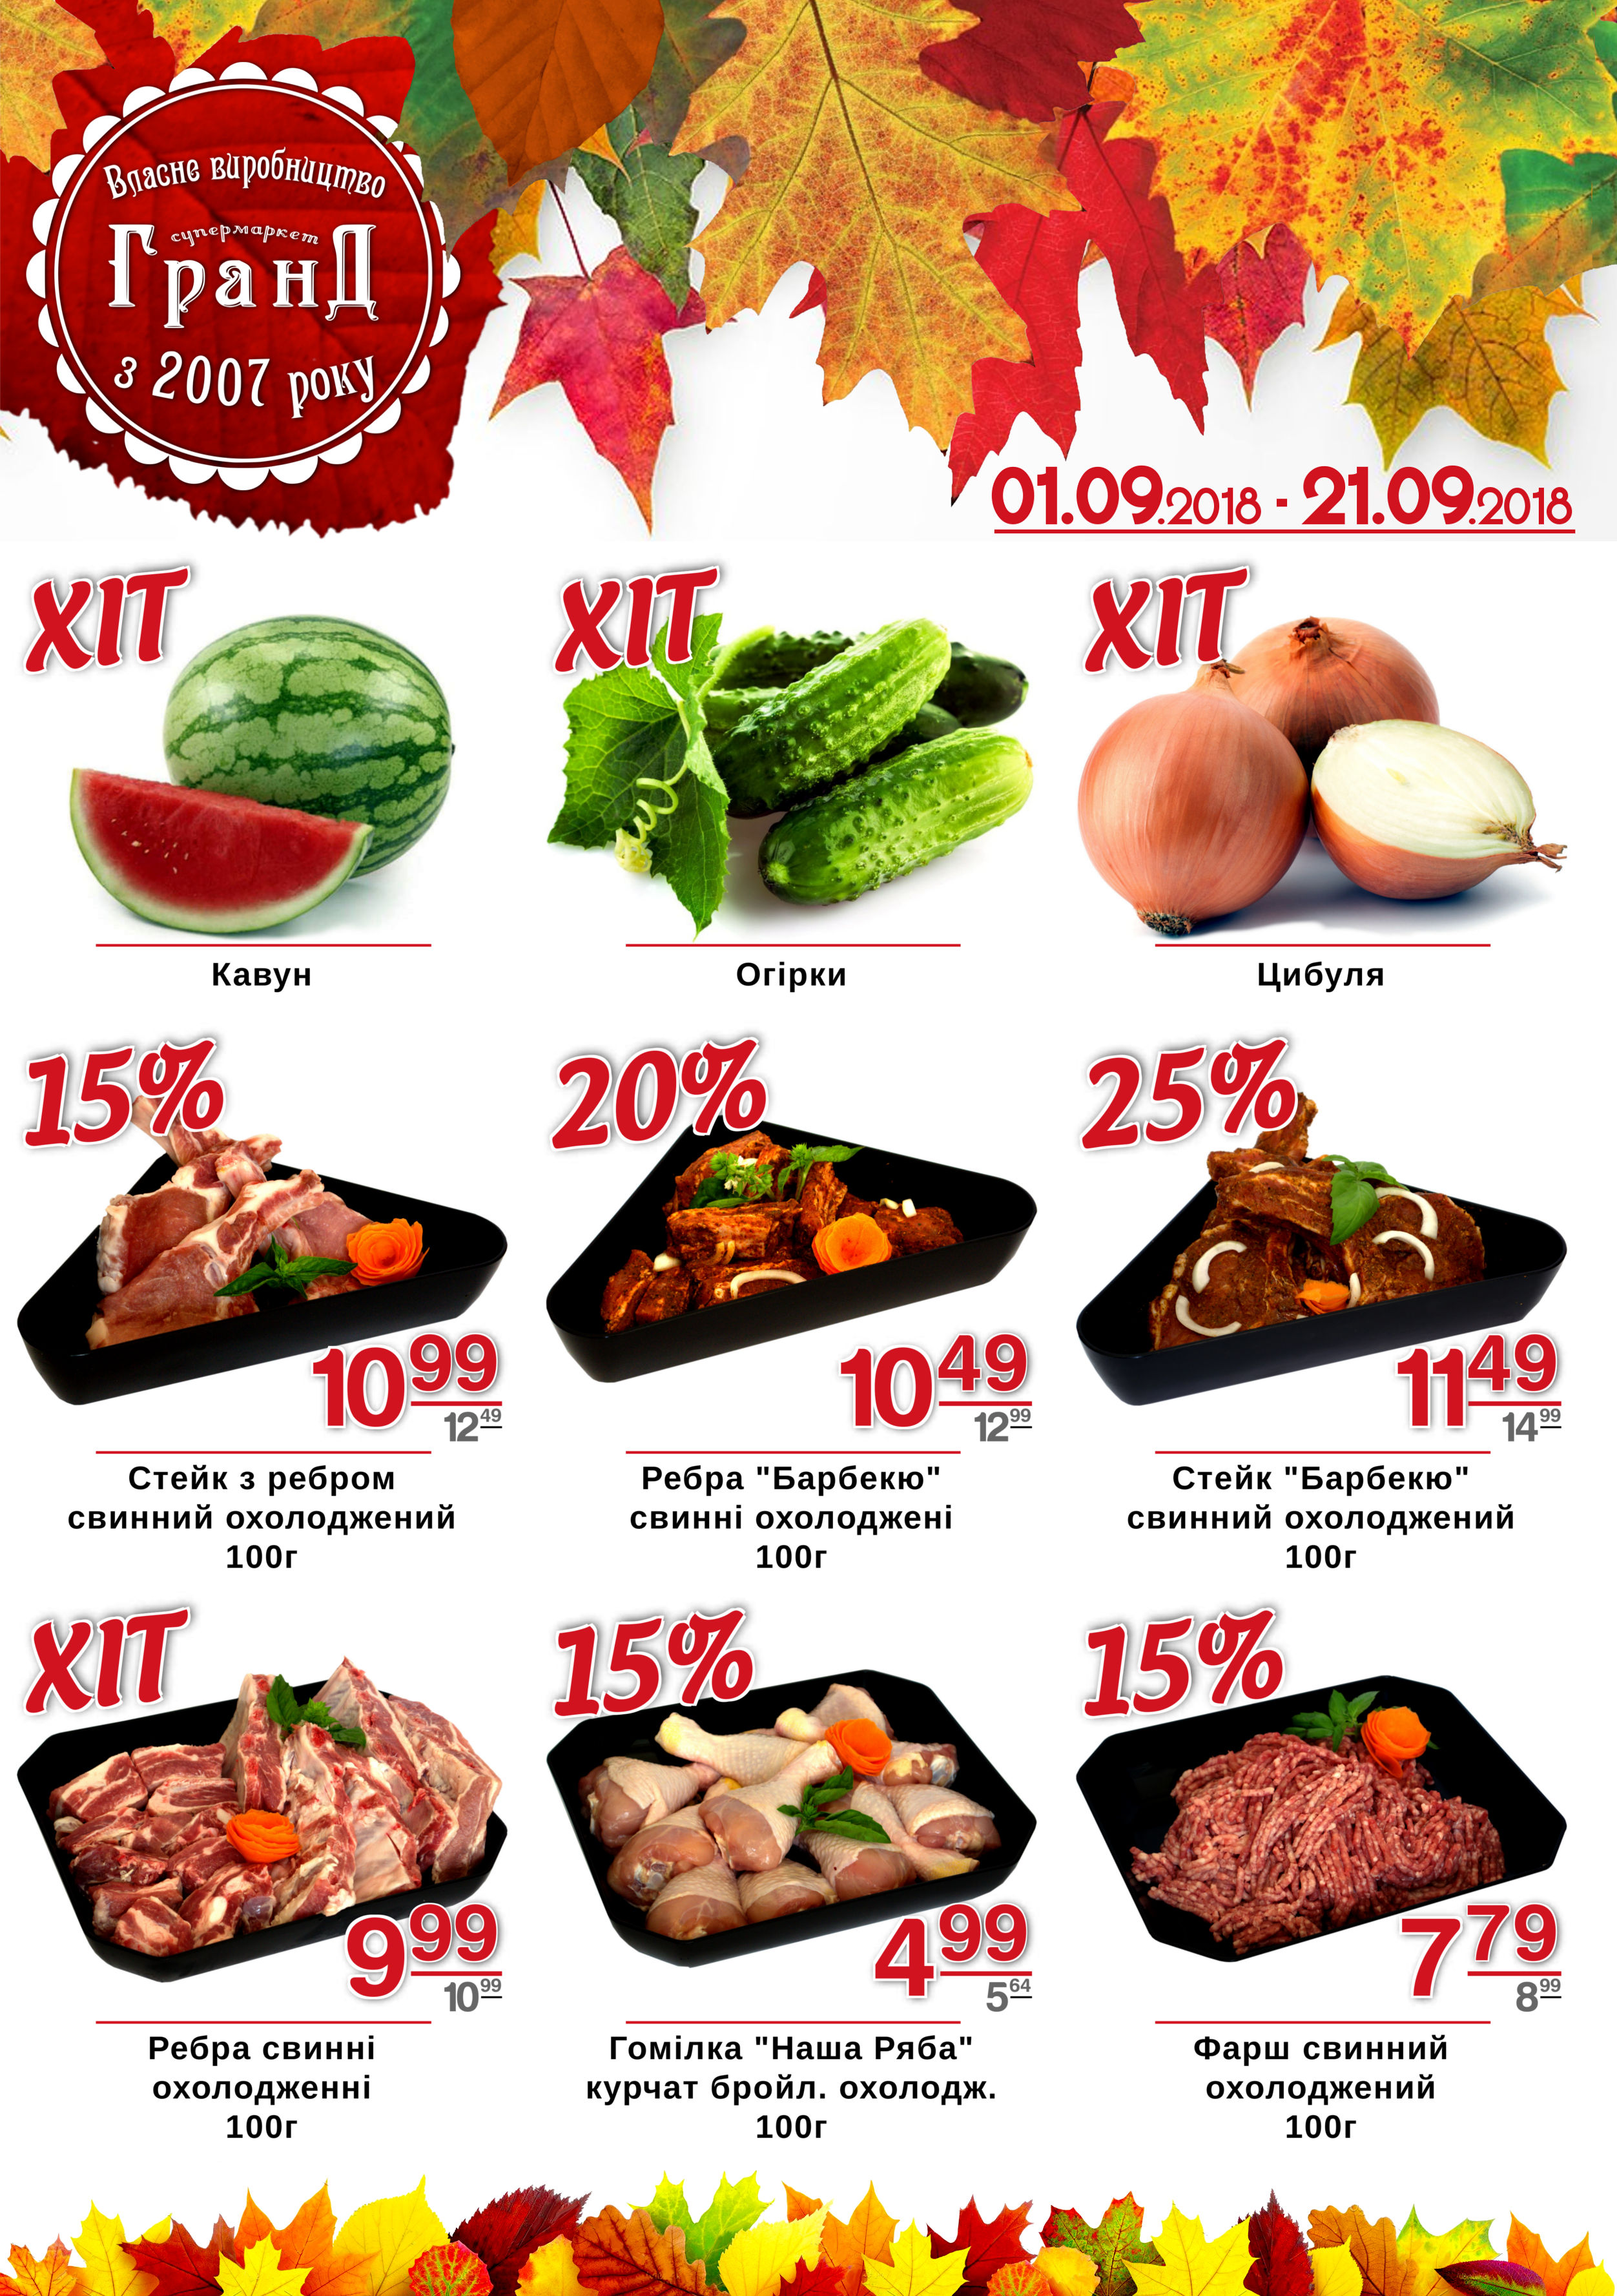 Власне виробництво
супермаркет
ГранД
з 2007 року
01.09.2018 - 21.09.2018
ХІТ
ХІТ
ХІТ
Кавун
Огірки
Цибуля
15%
20%
25%
10 99
12 49
10 49
12 99
11 49
14 99
Стейк з ребром
свинний охолоджений
100г
Ребра "Барбекю"
свинні охолоджені
100г
Стейк "Барбекю"
свинний охолоджений
100г
ХІТ
15%
15%
9 99
10 99
4 99
5 64
7 79
8 99
Ребра свинні
охолодженні
100г
Гомілка "Наша Ряба"
курчат бройл. охолодж.
100г
Фарш свинний
охолоджений
100г